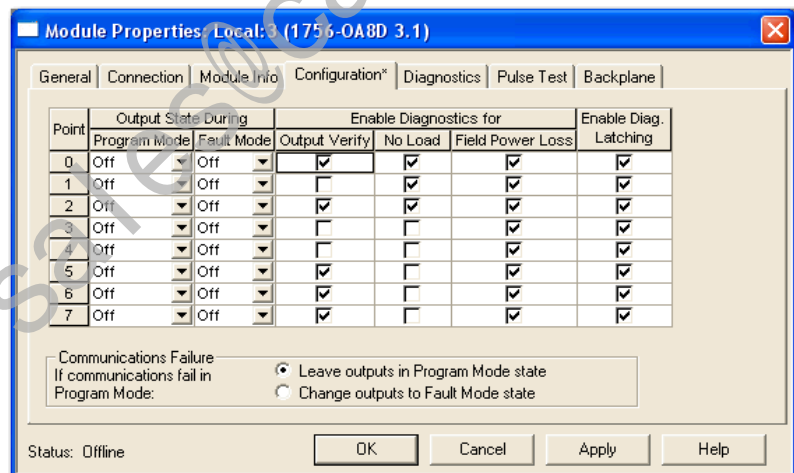 Module Properties: Local:3 (1756-OA8D 3.1)
General Connection Module Info Configuration* Diagnostics Pulse Test Backplane
Point Output State During Enable Diagnostics for Enable Diag. Latching
Program Mode Fault Mode Output Verify No Load Field Power Loss
0 Off Off
1 Off Off
2 Off Off
3 Off Off
4 Off Off
5 Off Off
6 Off Off
7 Off Off
Communications Failure
If communications fail in
Program Mode:
Leave outputs in Program Mode state
Change outputs to Fault Mode state
Status: Offline
OK Cancel Apply Help